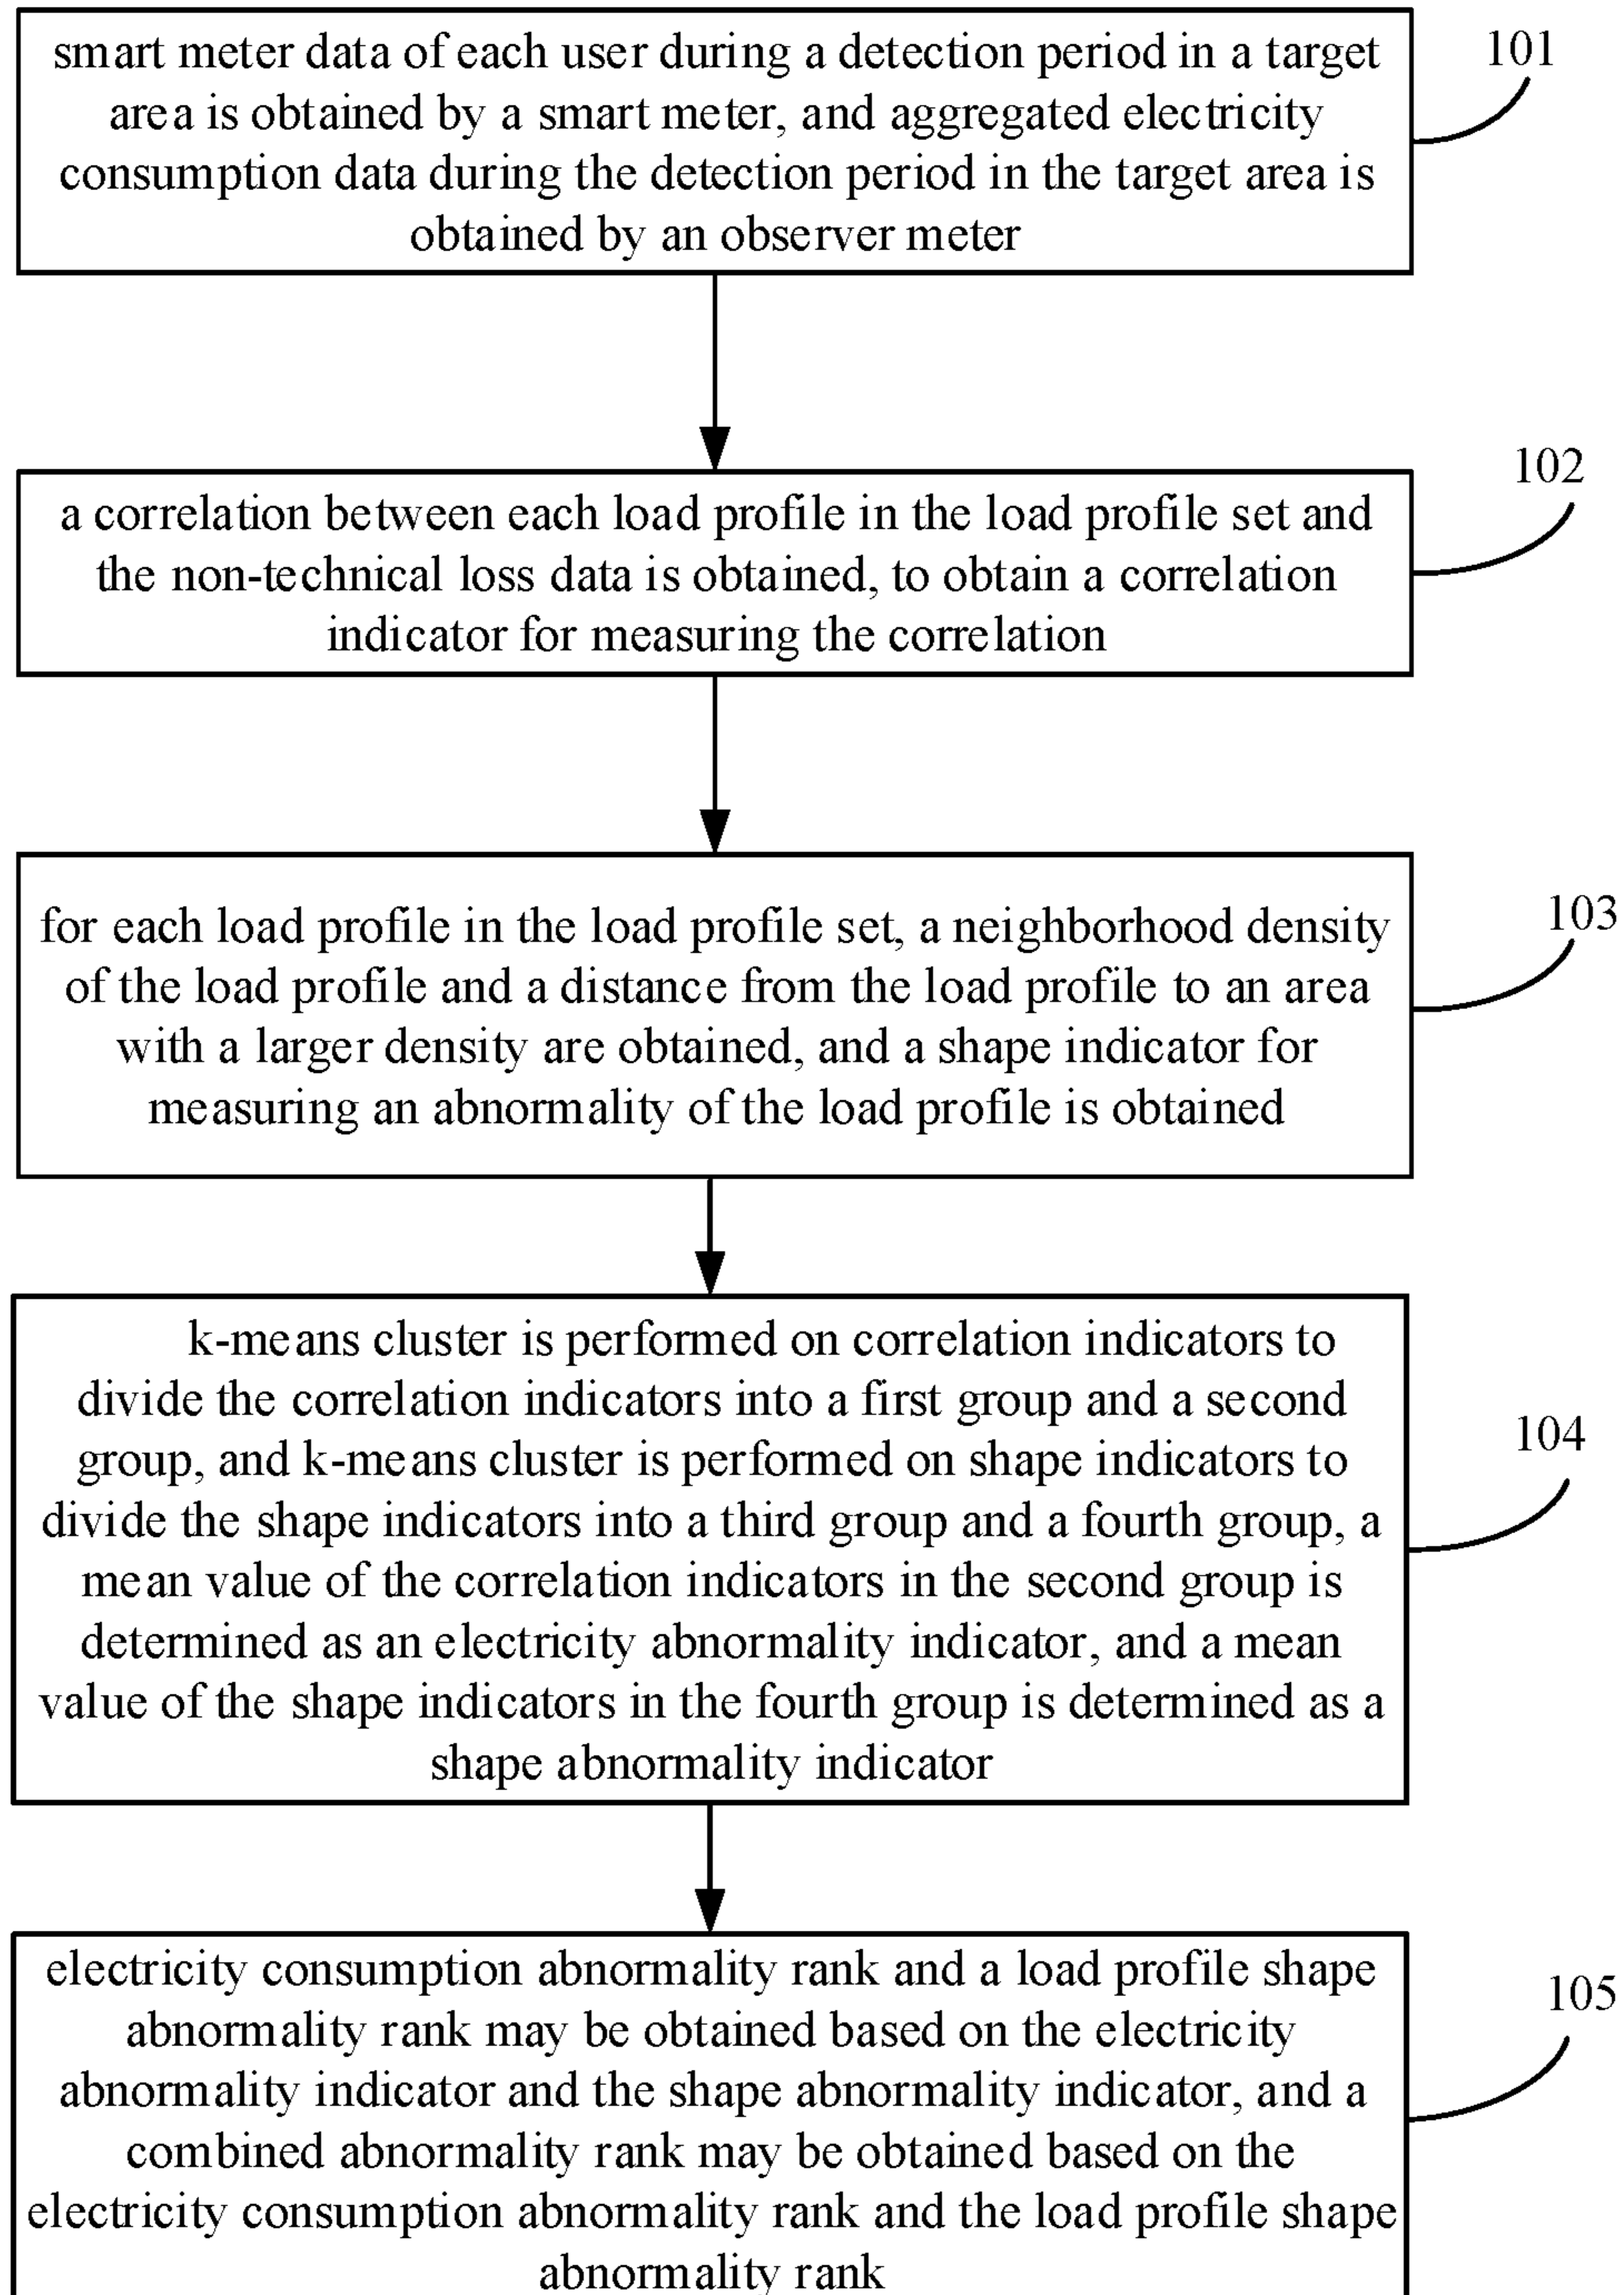 smart meter data of each user during a detection period in a target
area is obtained by a smart meter, and aggregated electricity
consumption data during the detection period in the target area is
obtained by an observer meter
101
a correlation between each load profile in the load profile set and
the non-technical loss data is obtained, to obtain a correlation
indicator for measuring the correlation
102
for each load profile in the load profile set, a neighborhood density
of the load profile and a distance from the load profile to an area
with a larger density are obtained, and a shape indicator for
measuring an abnormality of the load profile is obtained
103
k-means cluster is performed on correlation indicators to
divide the correlation indicators into a first group and a second
group, and k-means cluster is performed on shape indicators to
divide the shape indicators into a third group and a fourth group, a
mean value of the correlation indicators in the second group is
determined as an electricity abnormality indicator, and a mean
value of the shape indicators in the fourth group is determined as a
shape abnormality indicator
104
electricity consumption abnormality rank and a load profile shape
abnormality rank may be obtained based on the electricity
abnormality indicator and the shape abnormality indicator, and a
combined abnormality rank may be obtained based on the
electricity consumption abnormality rank and the load profile shape
abnormality rank
105